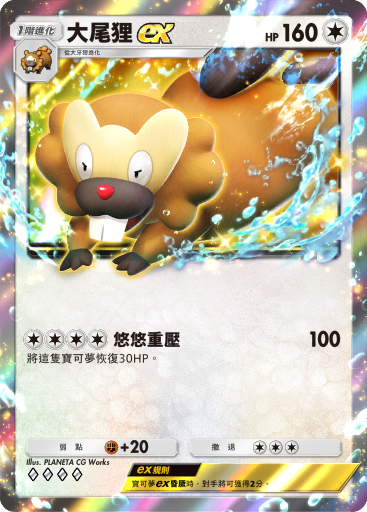 1階進化 大尾狸ex HP 160
從大牙狸進化
悠悠重壓 100
將這隻寶可夢恢復30HP。
弱點 +20 撤退
Illus. PLANETA CG Works
ex規則
寶可夢ex昏厥時,對手將可獲得2分。